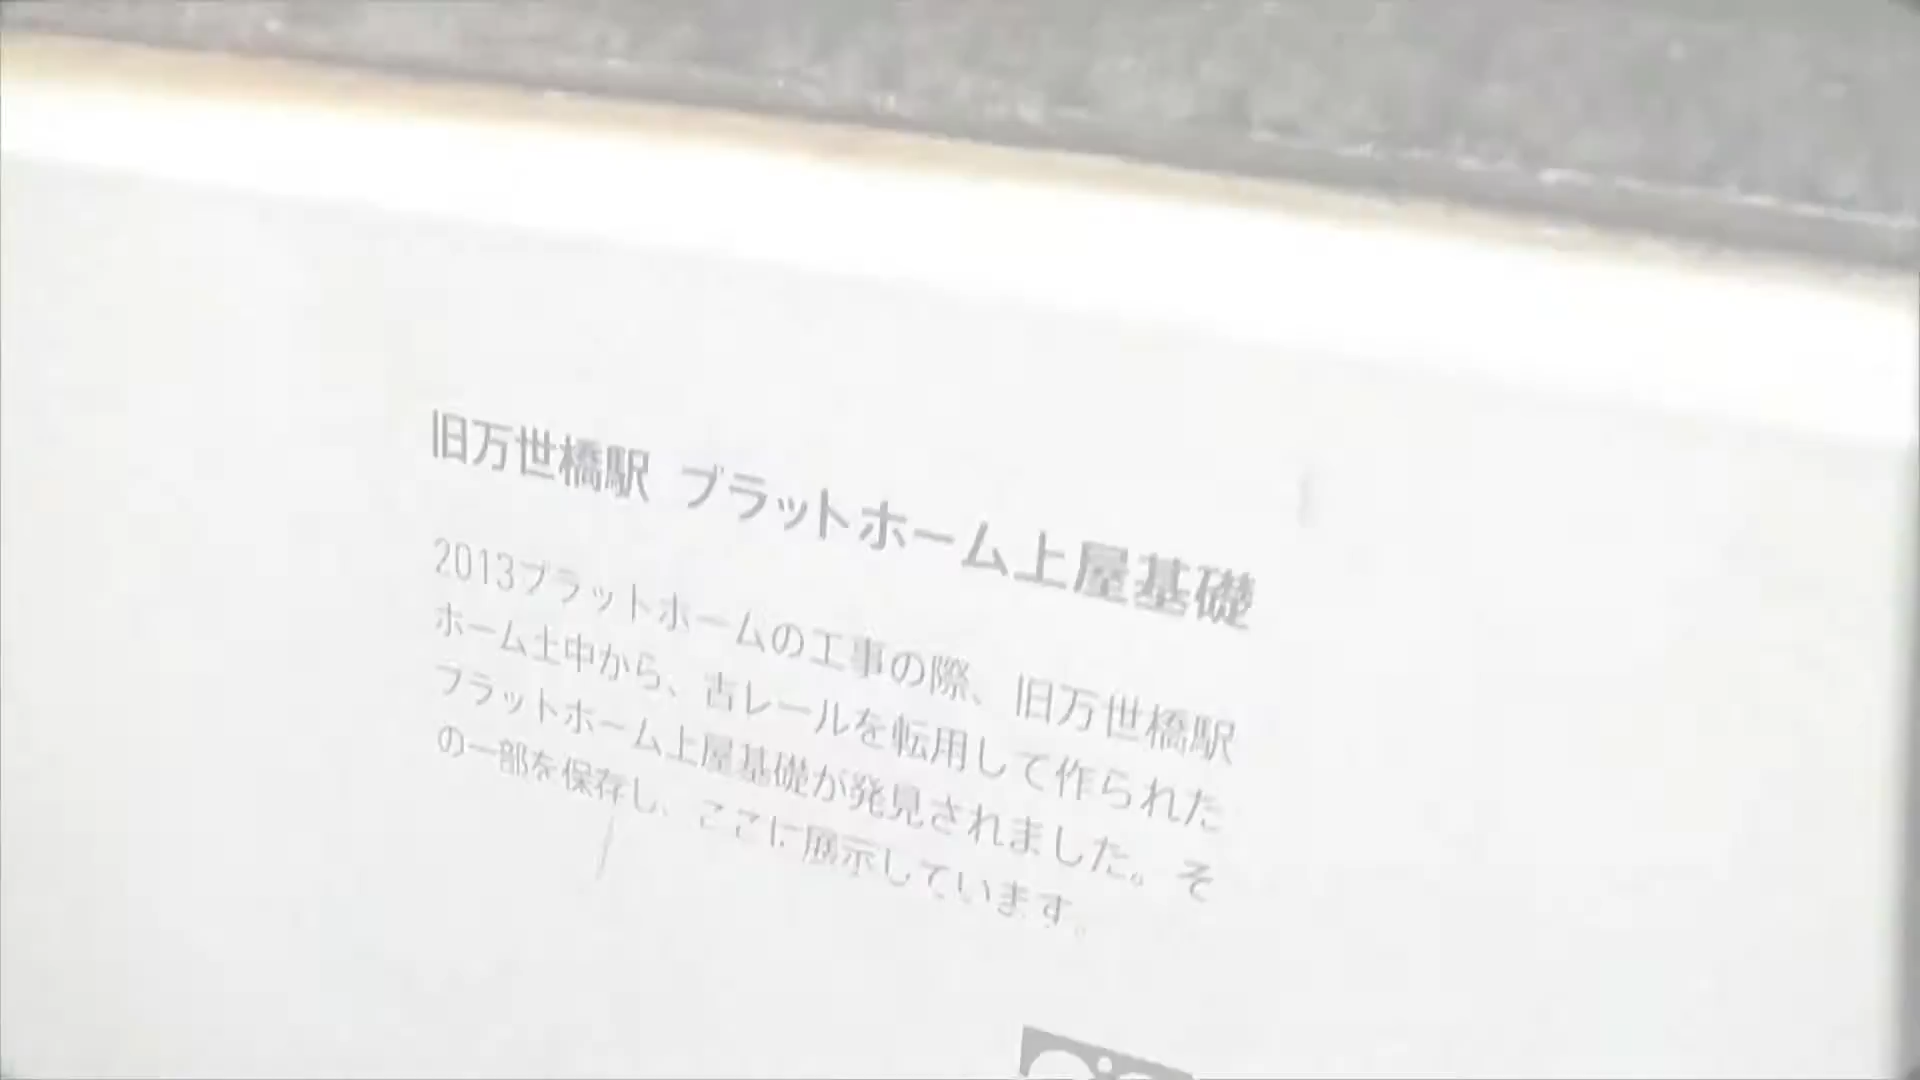 旧万世橋駅 プラットホーム上屋基礎
2013プラットホームの工事の際、旧万世橋駅
ホーム土中から、古レールを転用して作られた
プラットホーム上屋基礎が発見されました。そ
の一部を保存し、ここに展示しています。